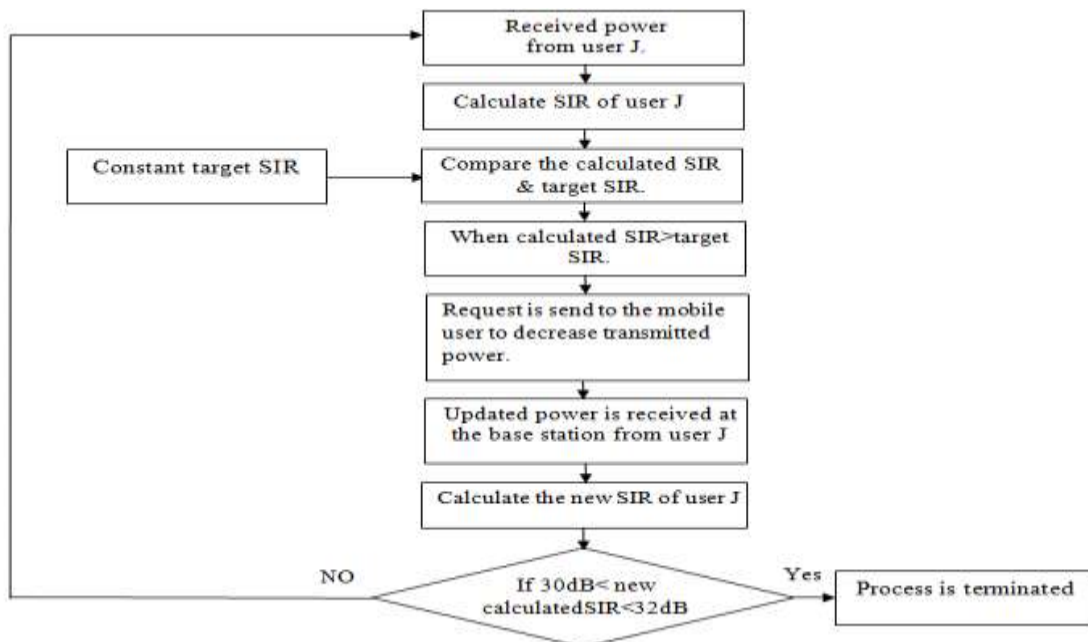 Received power
from user J.
Calculate SIR of user J
Constant target SIR
Compare the calculated SIR
& target SIR.
When calculated SIR>target
SIR.
Request is send to the mobile
user to decrease transmitted
power.
Updated power is received at
the base station from user J
Calculate the new SIR of user J
NO
If 30dB< new
calculatedSIR<32dB
Yes
Process is terminated